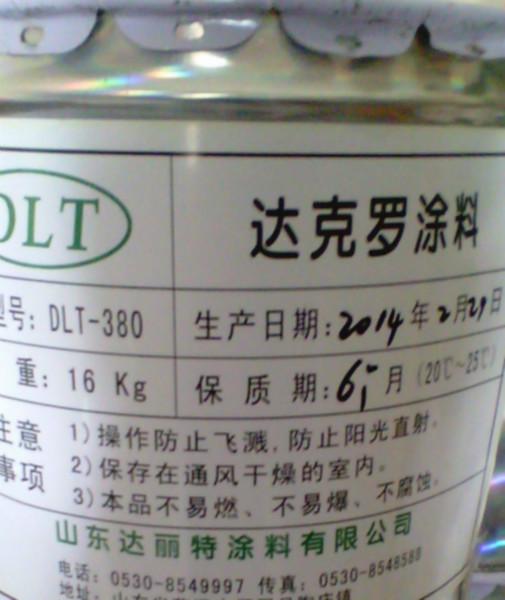 DLT
达克罗涂料
型号：DLT-380
生产日期：2014年2月21日
重：16 Kg
保质期：6个月（20℃～25℃）
注意事项
1）操作防止飞溅，防止阳光直射。
2）保存在通风干燥的室内。
3）本品不易燃、不易爆、不腐蚀。
山东达丽特涂料有限公司
电话：0530-8549997 传真：0530-8548588
地址：山东省